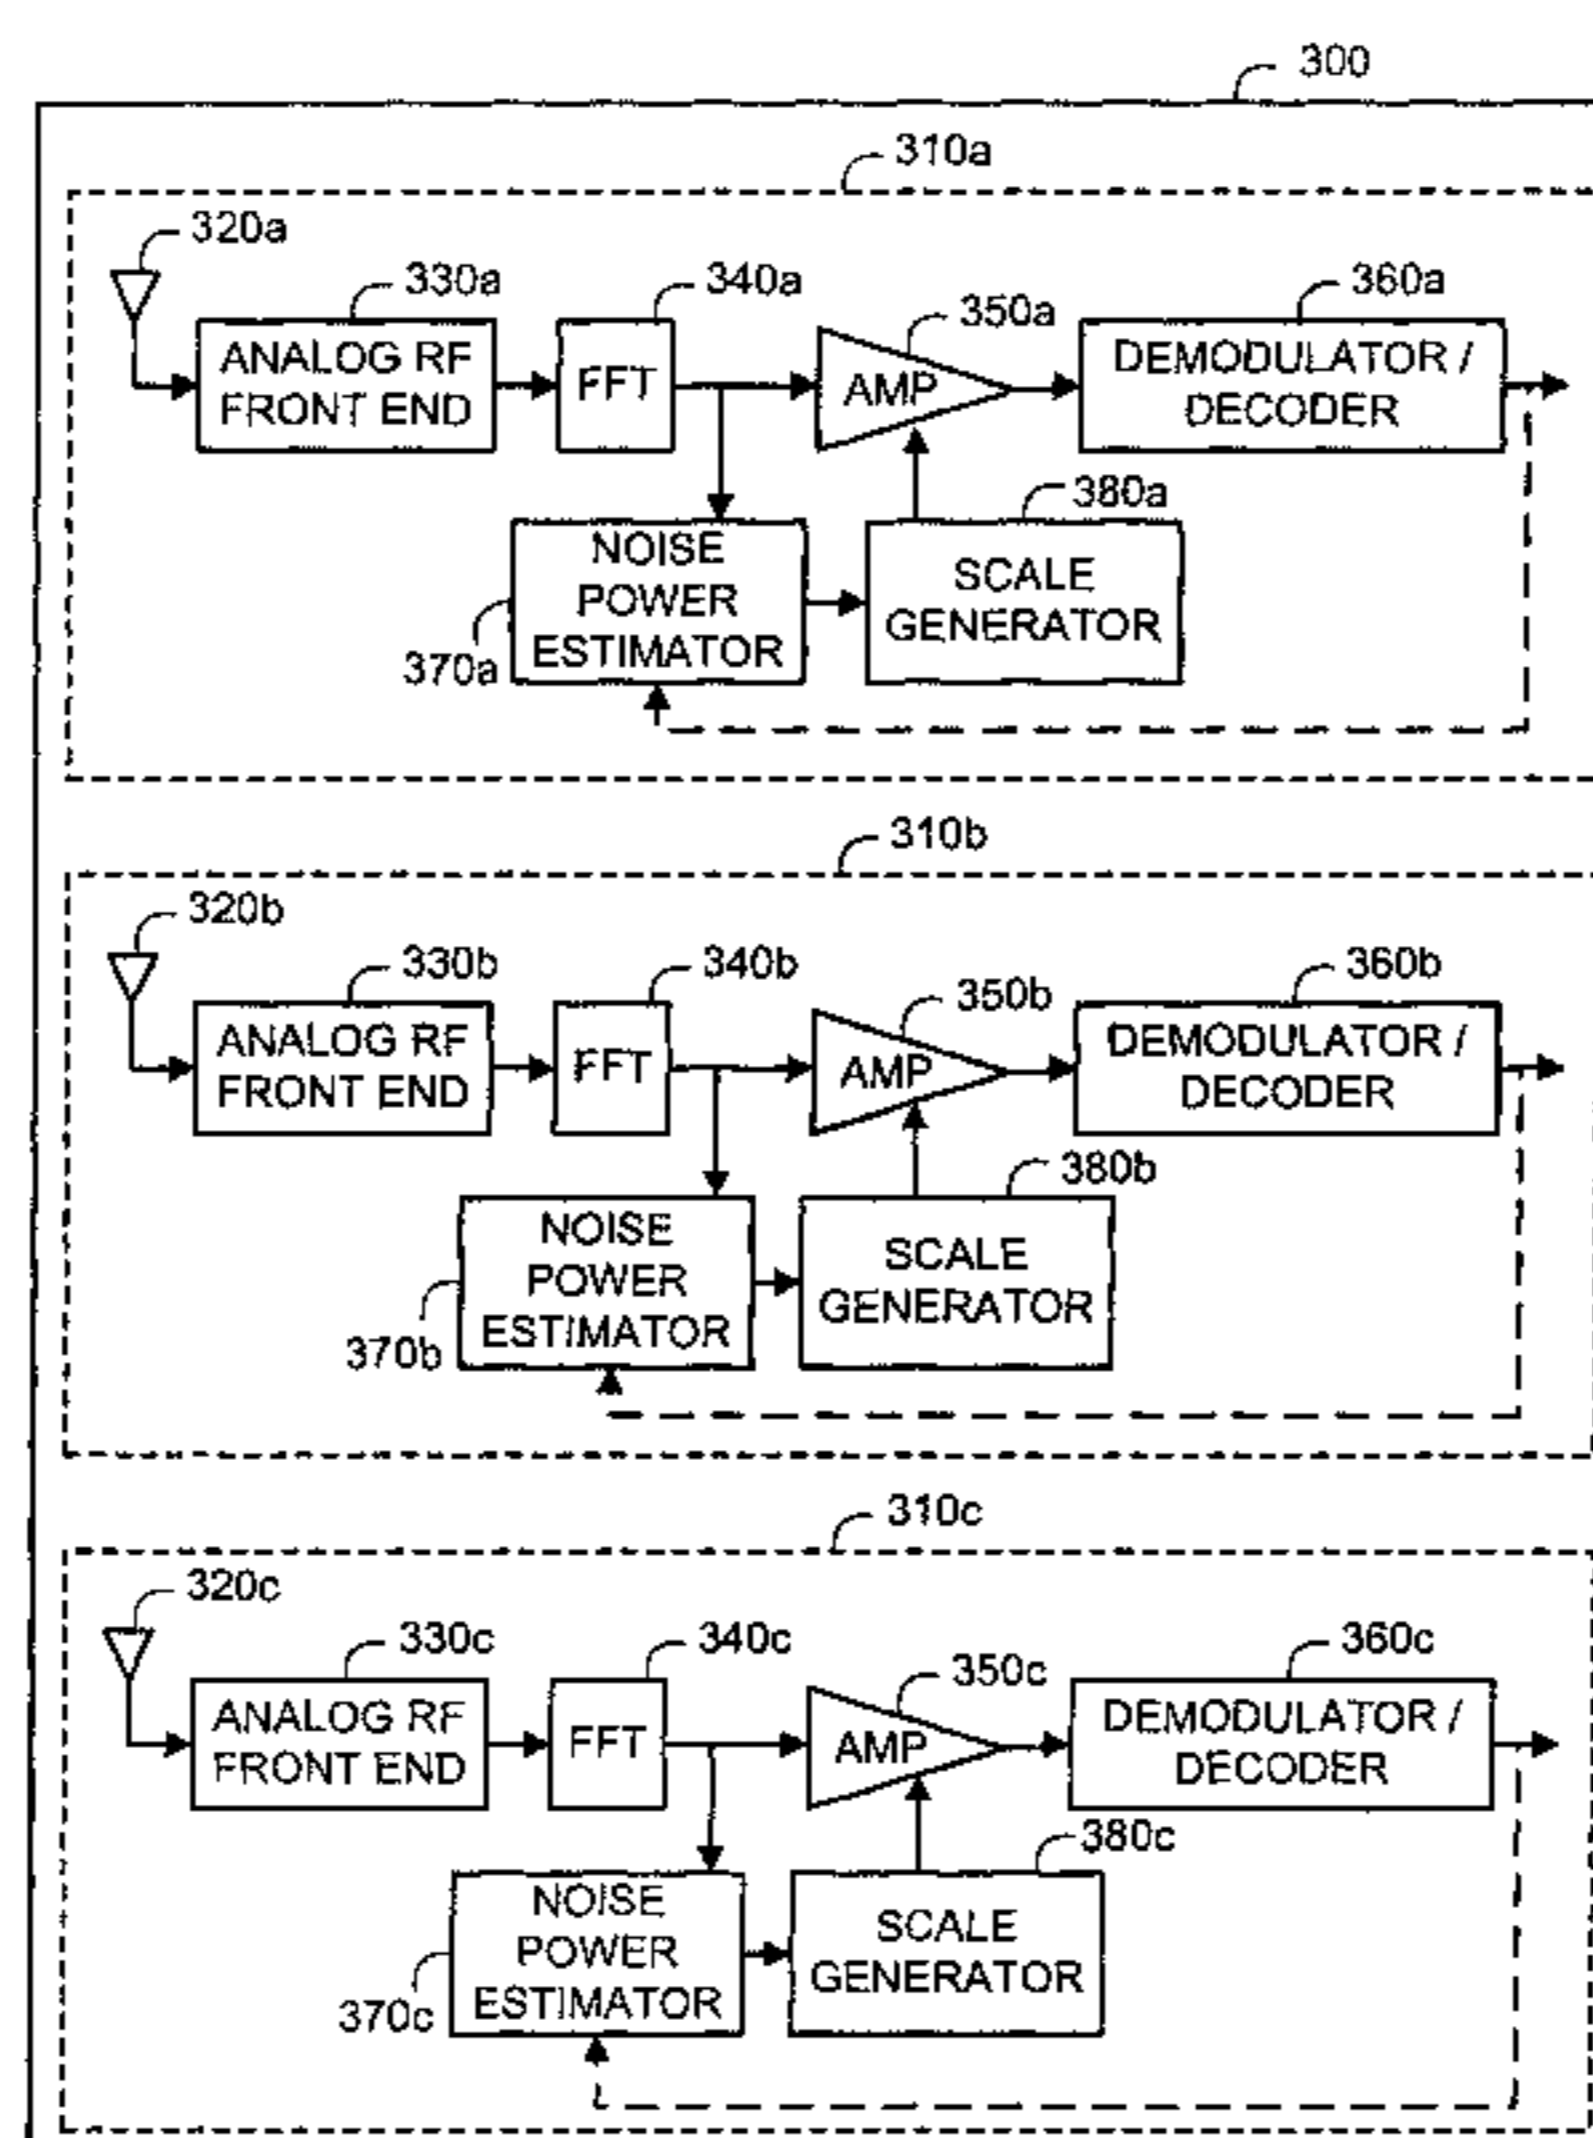 300
310a
320a
330a
340a
350a
360a
ANALOG RF
FRONT END
FFT
AMP
DEMODULATOR /
DECODER
380a
NOISE
POWER
ESTIMATOR
SCALE
GENERATOR
370a
310b
320b
330b
340b
350b
360b
ANALOG RF
FRONT END
FFT
AMP
DEMODULATOR /
DECODER
380b
NOISE
POWER
ESTIMATOR
SCALE
GENERATOR
370b
310c
320c
330c
340c
350c
360c
ANALOG RF
FRONT END
FFT
AMP
DEMODULATOR /
DECODER
380c
NOISE
POWER
ESTIMATOR
SCALE
GENERATOR
370c